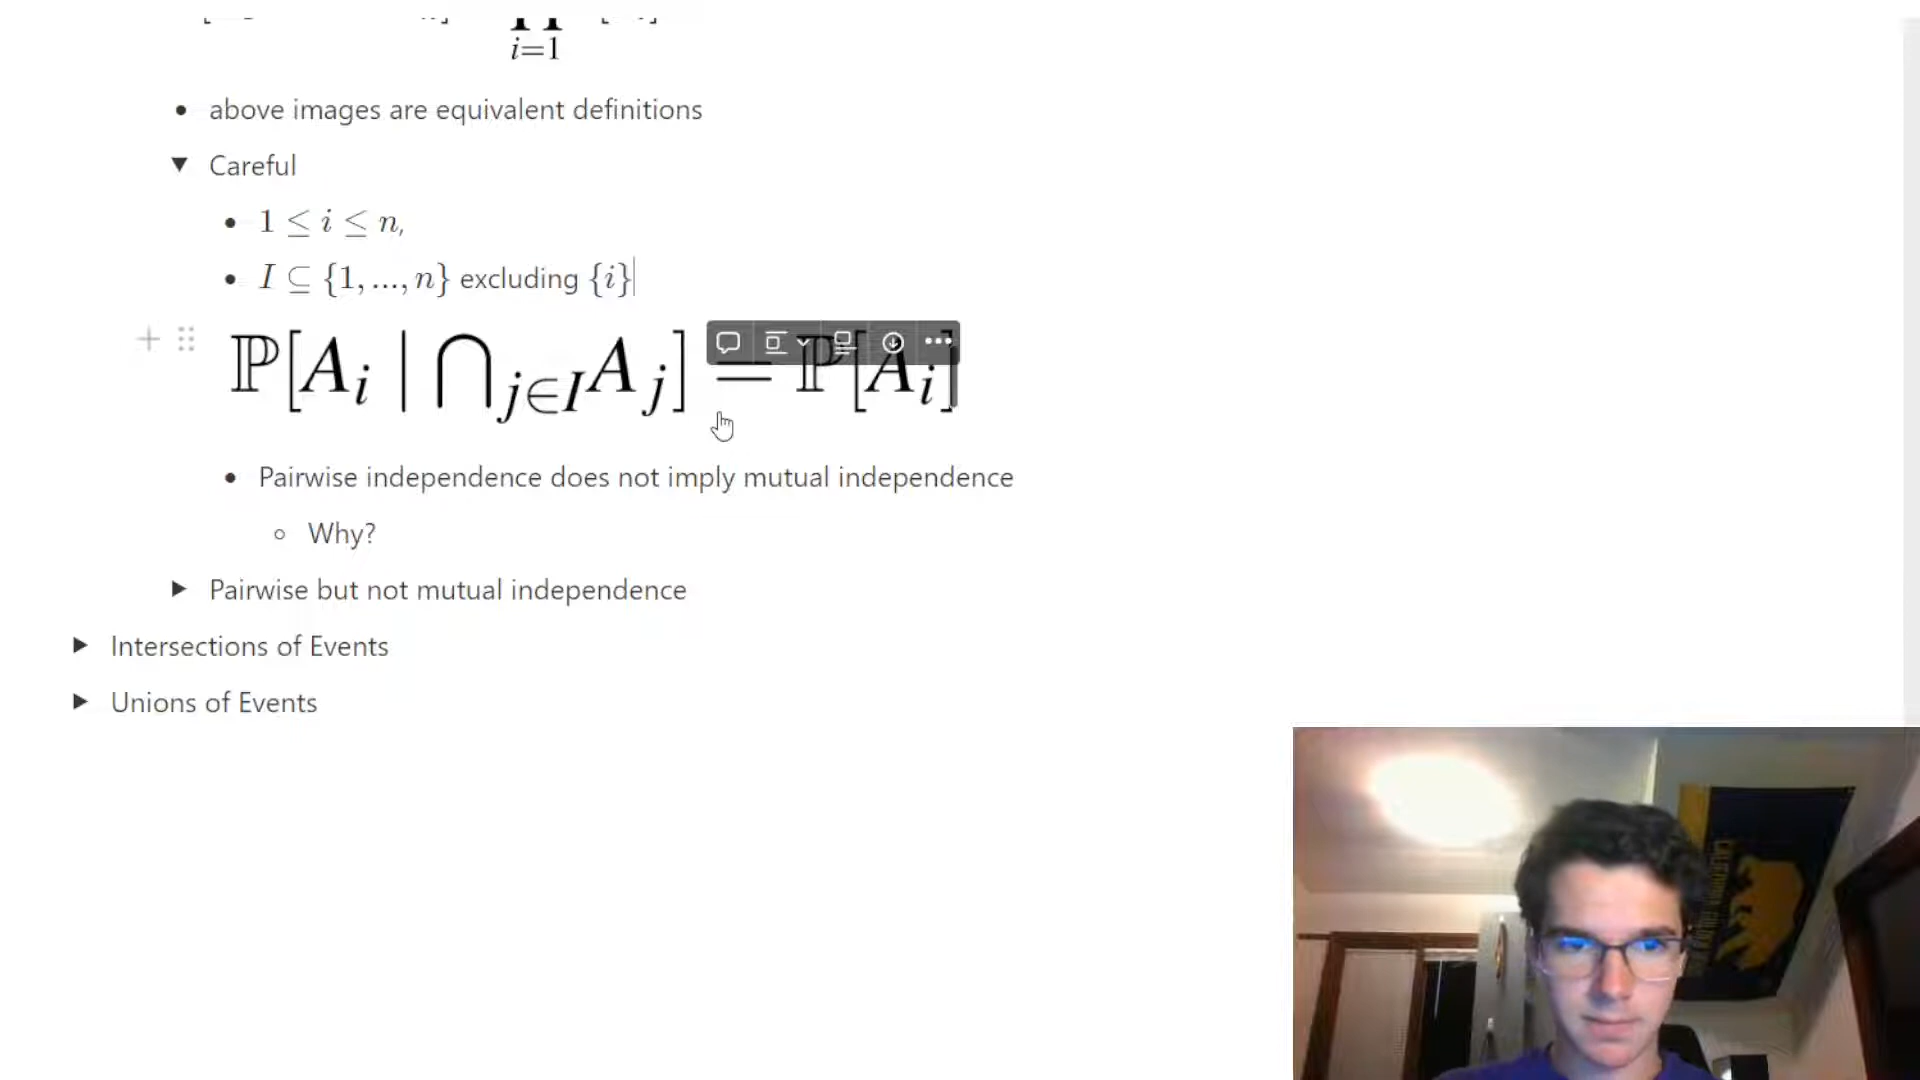 i=1
above images are equivalent definitions
Careful
1 ≤ i ≤ n,
I ⊆ {1, ..., n} excluding {i}
ℙ[A_i | ⋂_{j∈I} A_j] = ℙ[A_i]
Pairwise independence does not imply mutual independence
Why?
Pairwise but not mutual independence
Intersections of Events
Unions of Events